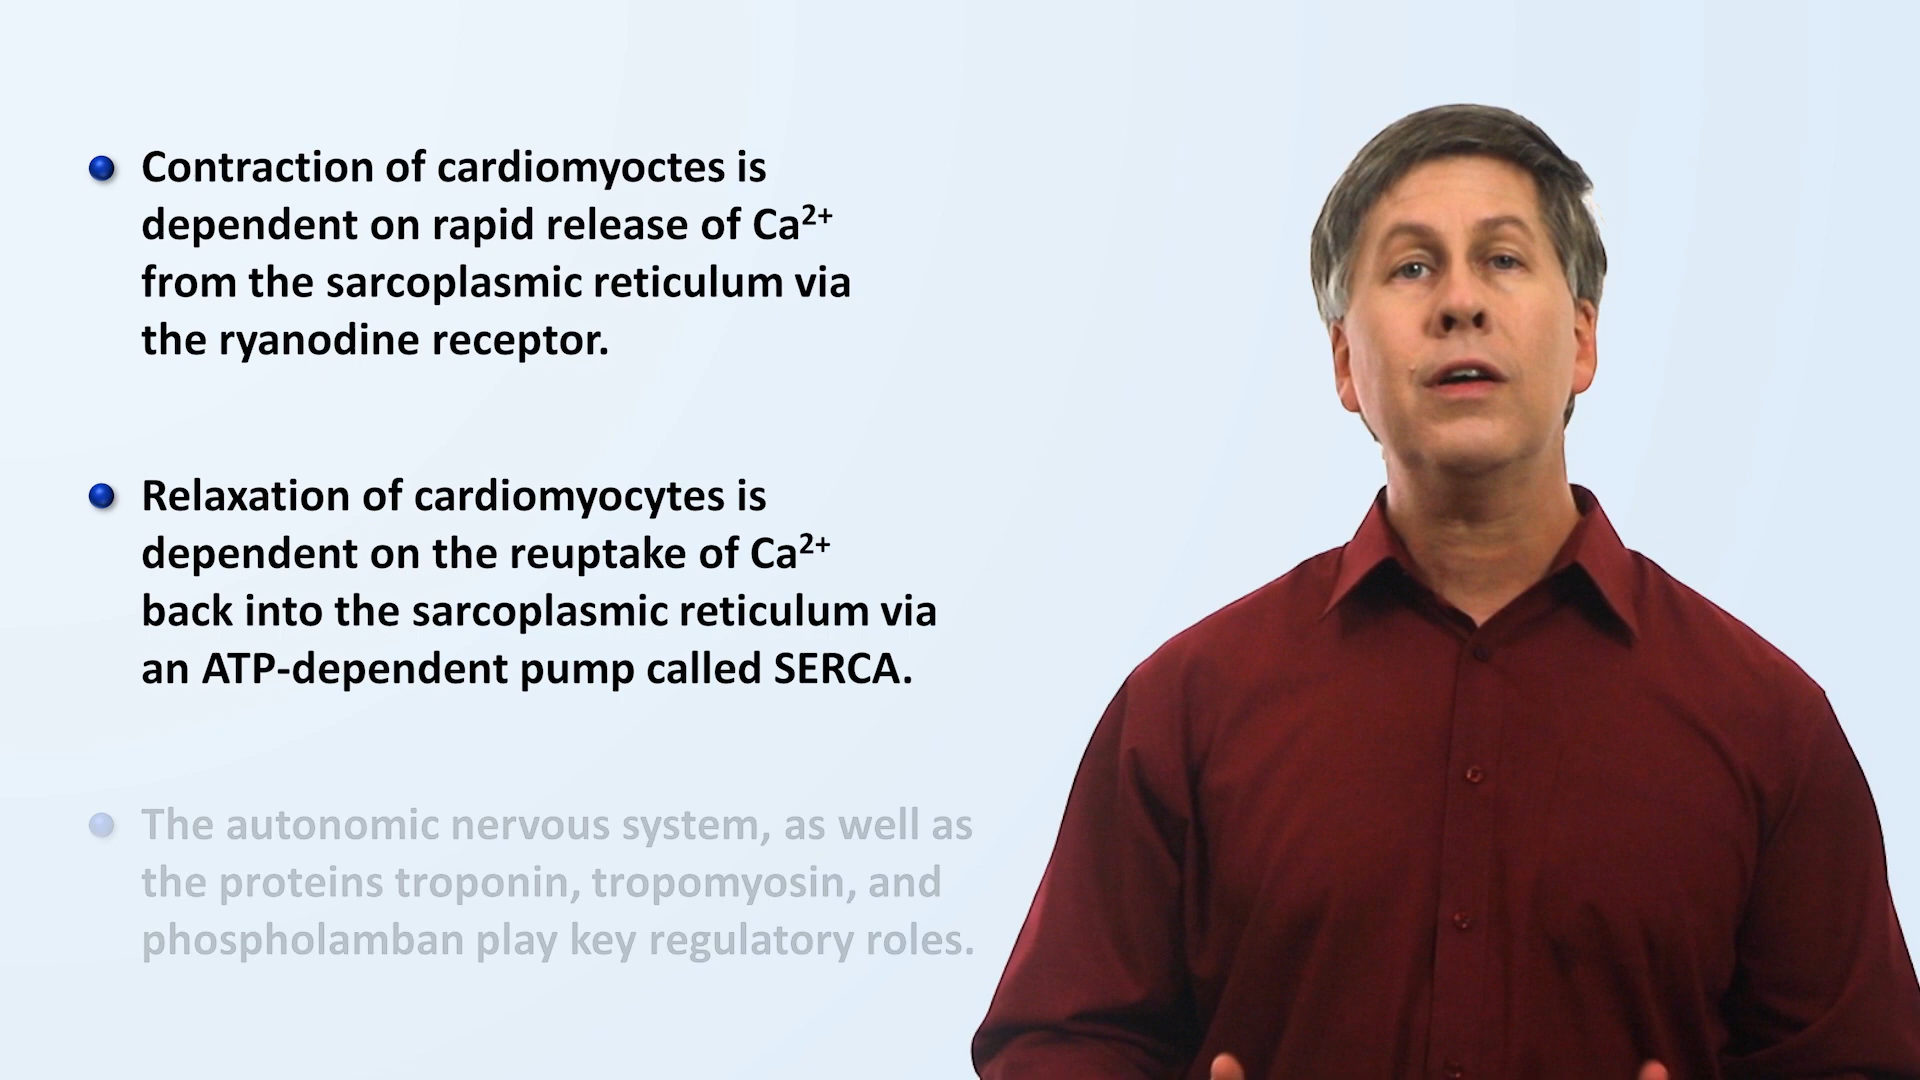 Contraction of cardiomyoctes is
dependent on rapid release of Ca²⁺
from the sarcoplasmic reticulum via
the ryanodine receptor.
Relaxation of cardiomyocytes is
dependent on the reuptake of Ca²⁺
back into the sarcoplasmic reticulum via
an ATP-dependent pump called SERCA.
The autonomic nervous system, as well as
the proteins troponin, tropomyosin, and
phospholamban play key regulatory roles.